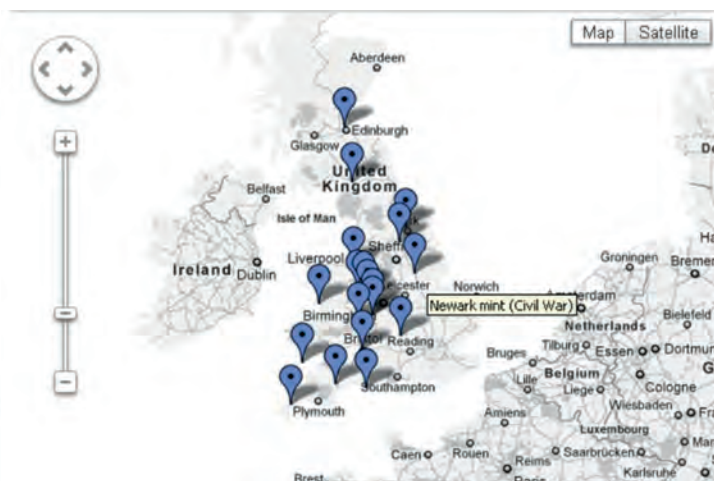 Map Satellite
Aberdeen
Edinburgh
Glasgow
United
Kingdom
Belfast
Isle of Man
Sheff
Liverpool
Ireland
Dublin
Groningen
Bremen
Norwich
Newark mint (Civil War)
Netherlands
Bielefeld
Birming
Bristol
Reading
Tilburg
Essen
Dortmun
Bruges
Belgium
Lille
Liege
Cologne
Southampton
Plymouth
Wiesbaden
Amiens
Luxembourg
Caen
Rouen
Reims
Saarbrücken
Karlsruhe
Brest